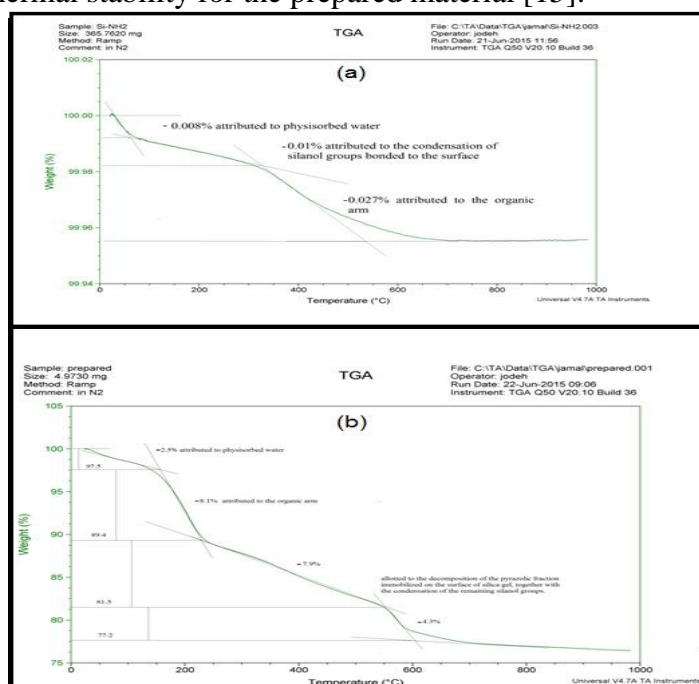 thermal stability for the prepared material [15].
Sample: Si-NH2
Size: 365.7620 mg
Method: Ramp
Comment: in N2
TGA
File: C:\TA\Data\TGA\jamal\Si-NH2.003
Operator: jodeh
Run Date: 21-Jun-2015 11:56
Instrument: TGA Q50 V20.10 Build 36
(a)
100.02
100.00
99.98
99.96
99.94
Weight (%)
- 0.008% attributed to physisorbed water
-0.01% attributed to the condensation of
silanol groups bonded to the surface
-0.027% attributed to the organic
arm
0 200 400 600 800 1000
Temperature (°C)
Universal V4.7A TA Instruments
Sample: prepared
Size: 4.9730 mg
Method: Ramp
Comment: in N2
TGA
File: C:\TA\Data\TGA\jamal\prepared.001
Operator: jodeh
Run Date: 22-Jun-2015 09:06
Instrument: TGA Q50 V20.10 Build 36
(b)
105
100
95
90
85
80
75
Weight (%)
97.5
89.4
81.5
77.2
=2.5% attributed to physisorbed water
=8.1% attributed to the organic arm
=7.9%
allotted to the decomposition of the pyrazolic fraction
immobilized on the surface of silica gel, together with
the condensation of the remaining silanol groups.
=4.3%
0 200 400 600 800 1000
Temperature (°C)
Universal V4.7A TA Instruments